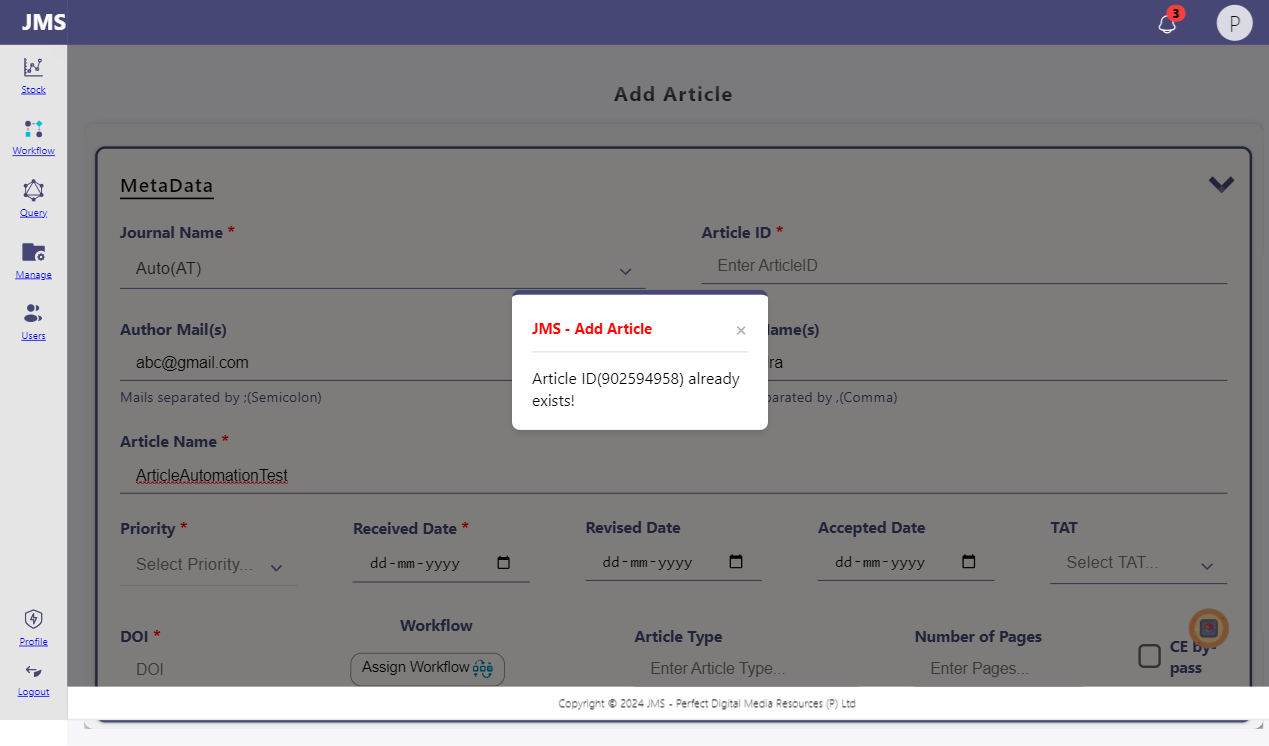 JMS
3
P
Stock
Workflow
Query
Manage
Users
Profile
Logout
Add Article
MetaData
Journal Name *
Article ID *
Auto(AT)
Enter ArticleID
Author Mail(s)
ame(s)
abc@gmail.com
ra
Mails separated by ;(Semicolon)
parated by ,(Comma)
JMS - Add Article
×
Article ID(902594958) already
exists!
Article Name *
ArticleAutomationTest
Priority *
Received Date *
Revised Date
Accepted Date
TAT
Select Priority...
dd-mm-yyyy
dd-mm-yyyy
dd-mm-yyyy
Select TAT...
DOI *
Workflow
Article Type
Number of Pages
CE by-
pass
DOI
Assign Workflow
Enter Article Type...
Enter Pages...
Copyright © 2024 JMS - Perfect Digital Media Resources (P) Ltd